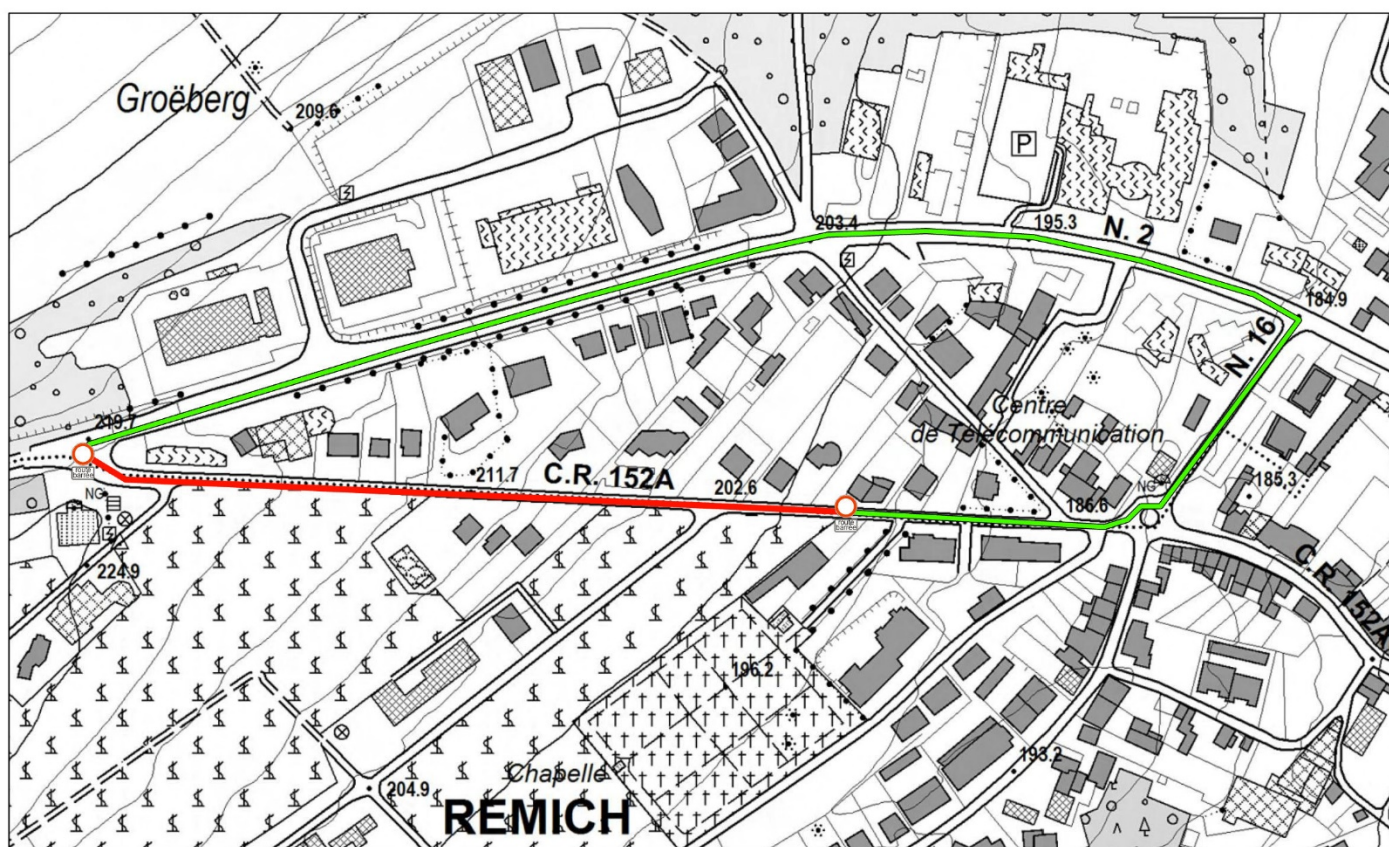 Groëberg
209.6
P
203.4
195.3
N. 2
184.9
N. 16
219.7
route
barrée
NG
211.7
C.R. 152A
202.6
route
barrée
Centre
de Télécommunication
186.6
NG
185.3
C.R. 152A
224.9
196.2
193.2
Chapelle
204.9
REMICH